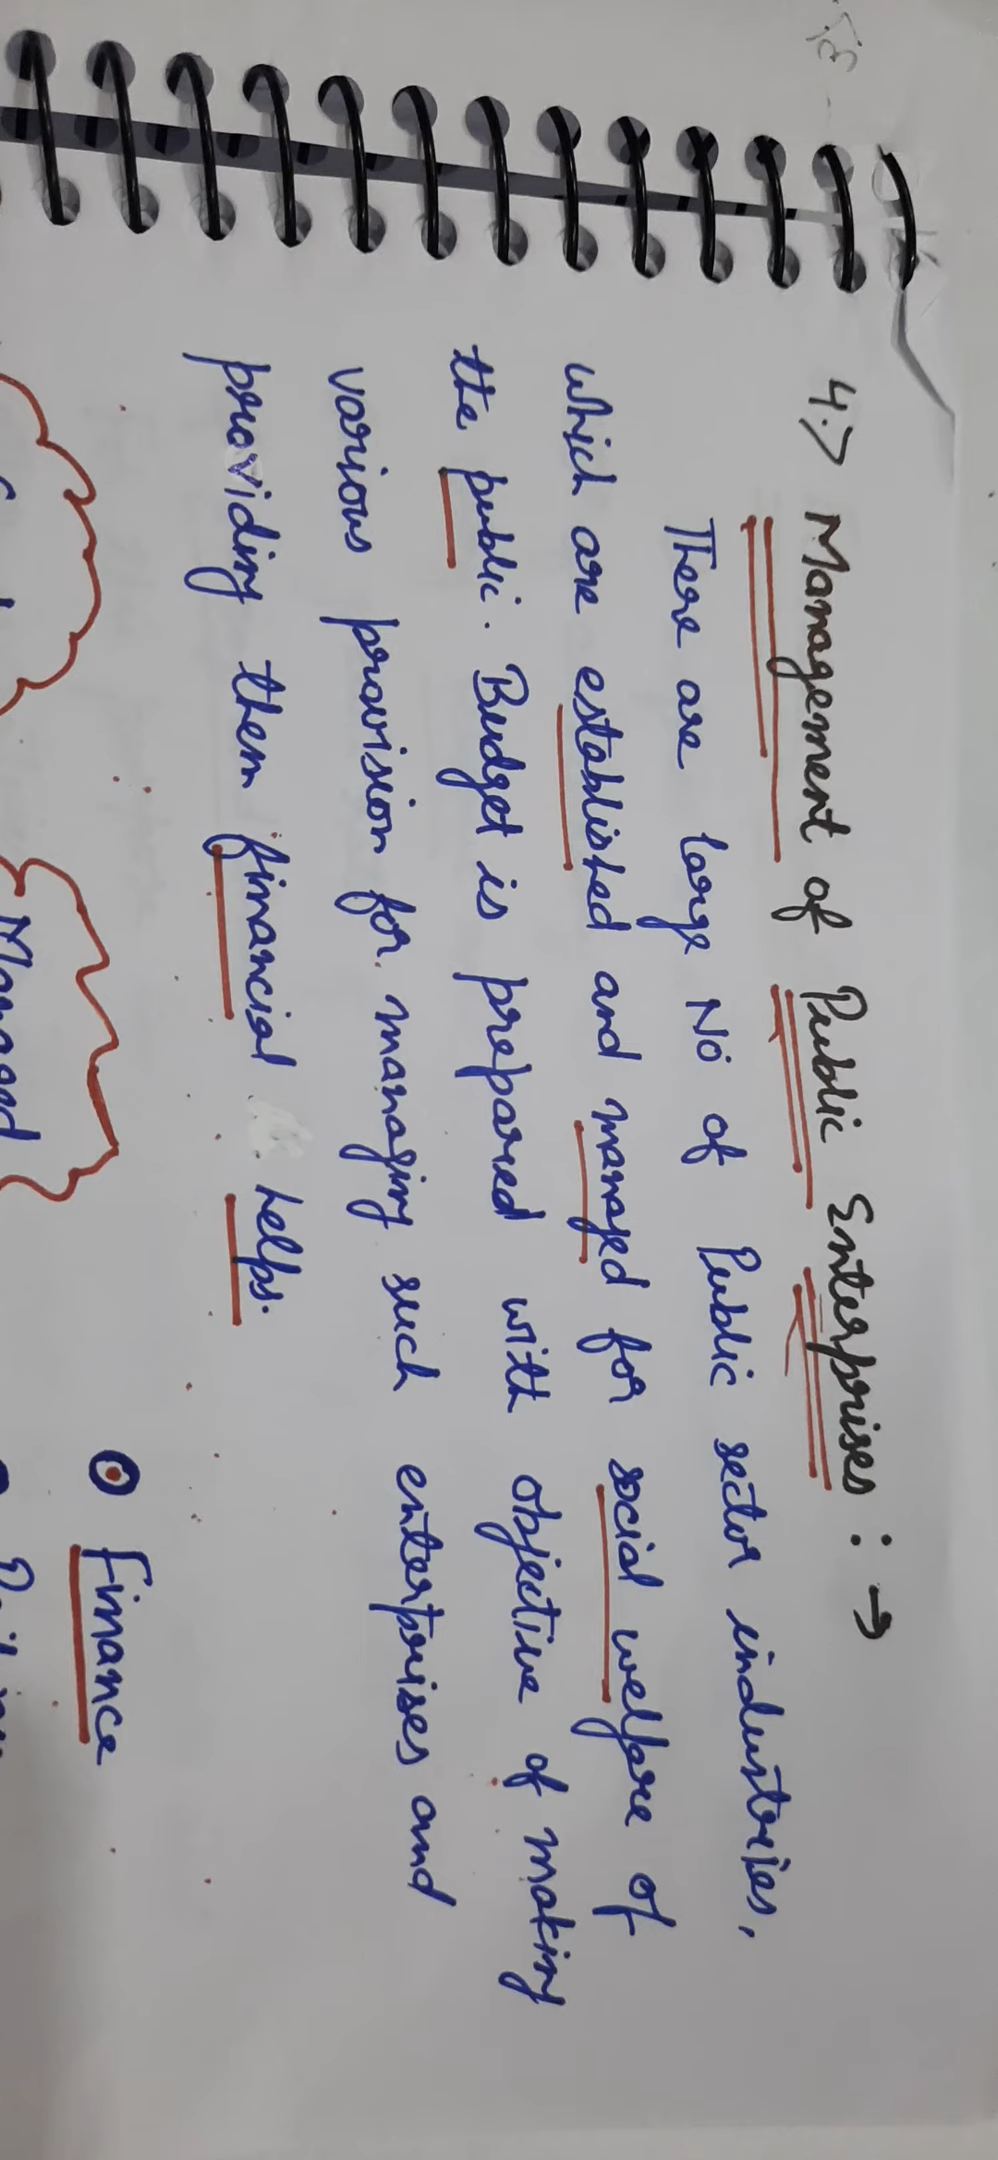 4.> Management of Public Enterprises : →
There are large No of Public sector industries,
which are established and managed for social welfare of
the public. Budget is prepared with objective of making
various provision for managing such enterprises and
providing them financial helps.
Finance
Managed